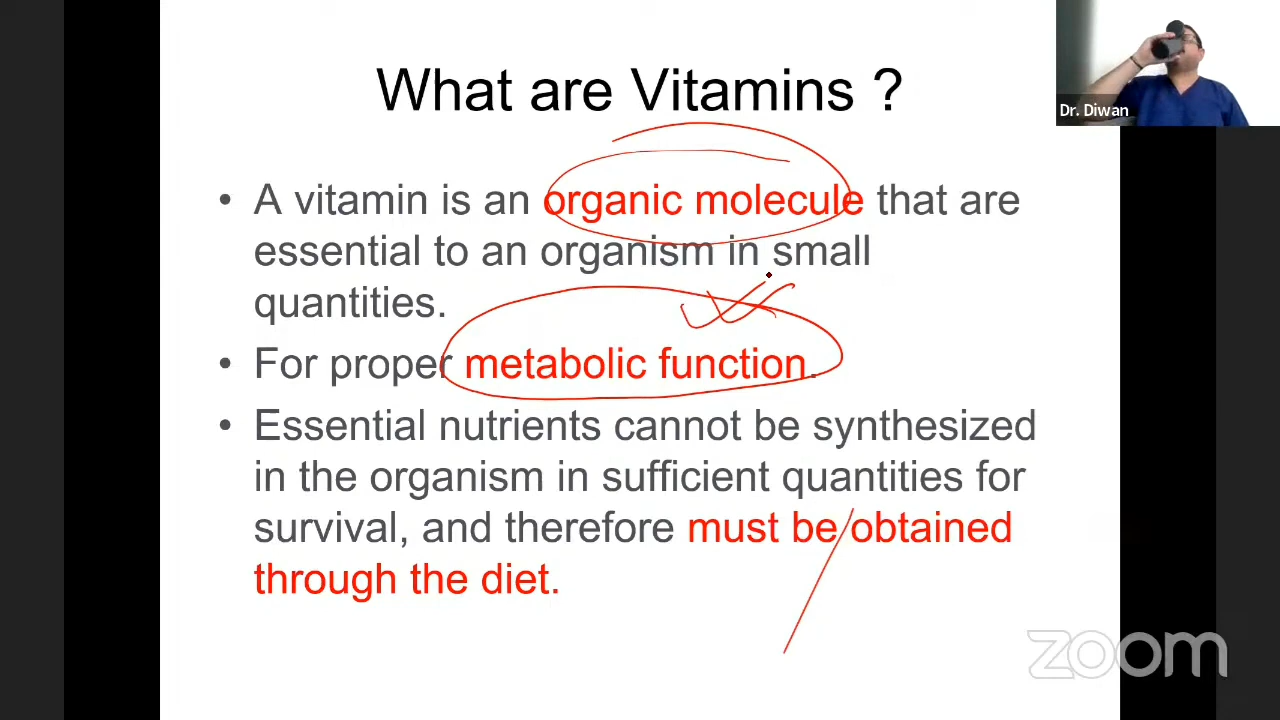 What are Vitamins ?
Dr. Diwan
• A vitamin is an organic molecule that are
essential to an organism in small
quantities.
• For proper metabolic function.
• Essential nutrients cannot be synthesized
in the organism in sufficient quantities for
survival, and therefore must be obtained
through the diet.
zoom